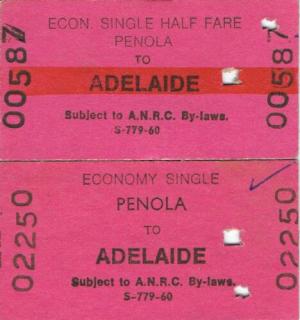 ECON. SINGLE HALF FARE
PENOLA
TO
ADELAIDE
Subject to A.N.R.C. By-laws.
S-779-60
00587
00587
ECONOMY SINGLE
PENOLA
TO
ADELAIDE
Subject to A.N.R.C. By-laws.
S-779-60
02250
02250